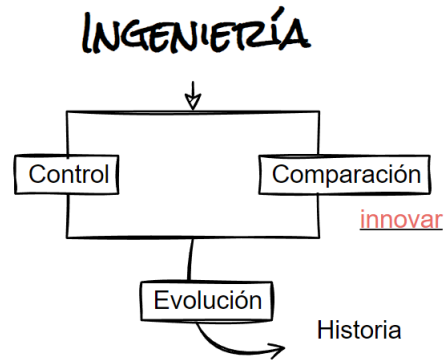 INGENIERÍA
Control
Comparación
innovar
Evolución
Historia